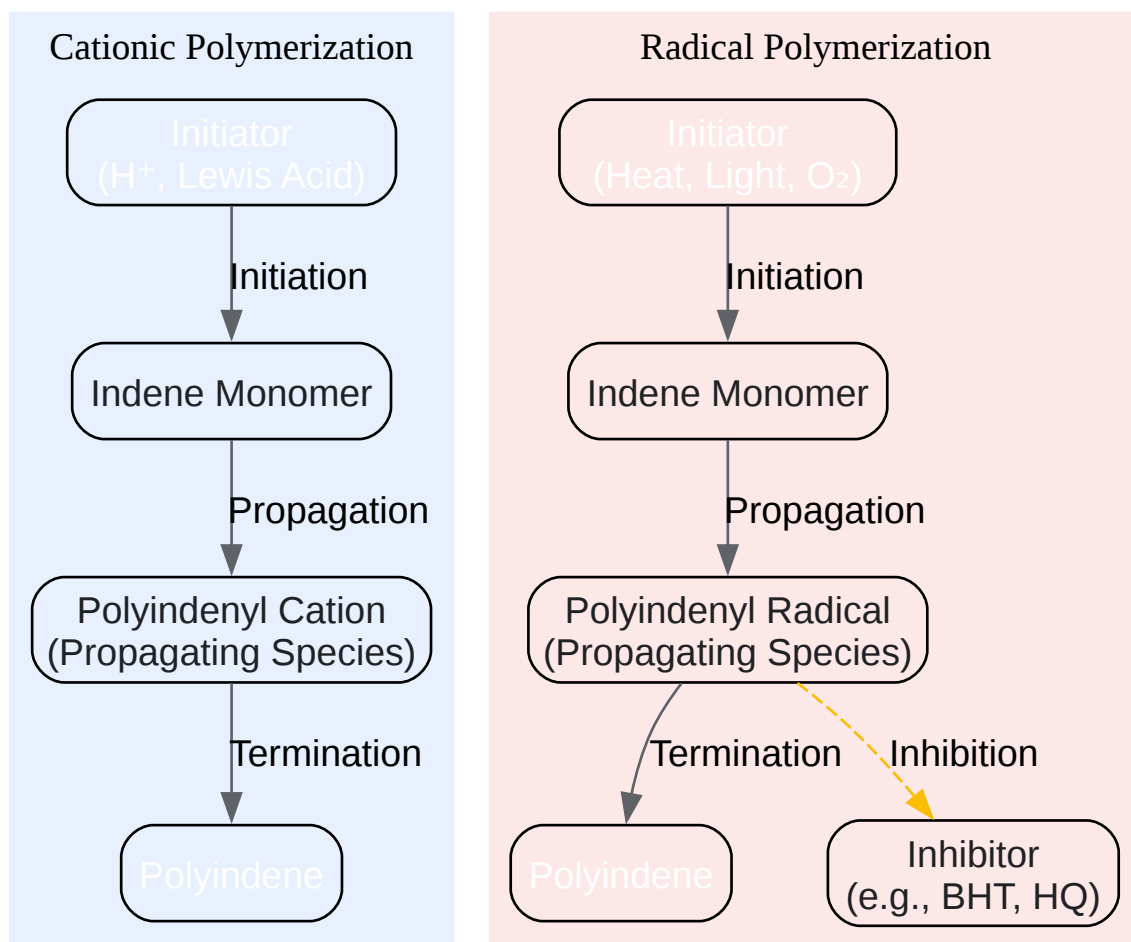 Cationic Polymerization
Initiator
(H⁺, Lewis Acid)
Initiation
Indene Monomer
Propagation
Polyindenyl Cation
(Propagating Species)
Termination
Polyindene
Radical Polymerization
Initiator
(Heat, Light, O₂)
Initiation
Indene Monomer
Propagation
Polyindenyl Radical
(Propagating Species)
Termination
Inhibition
Polyindene
Inhibitor
(e.g., BHT, HQ)